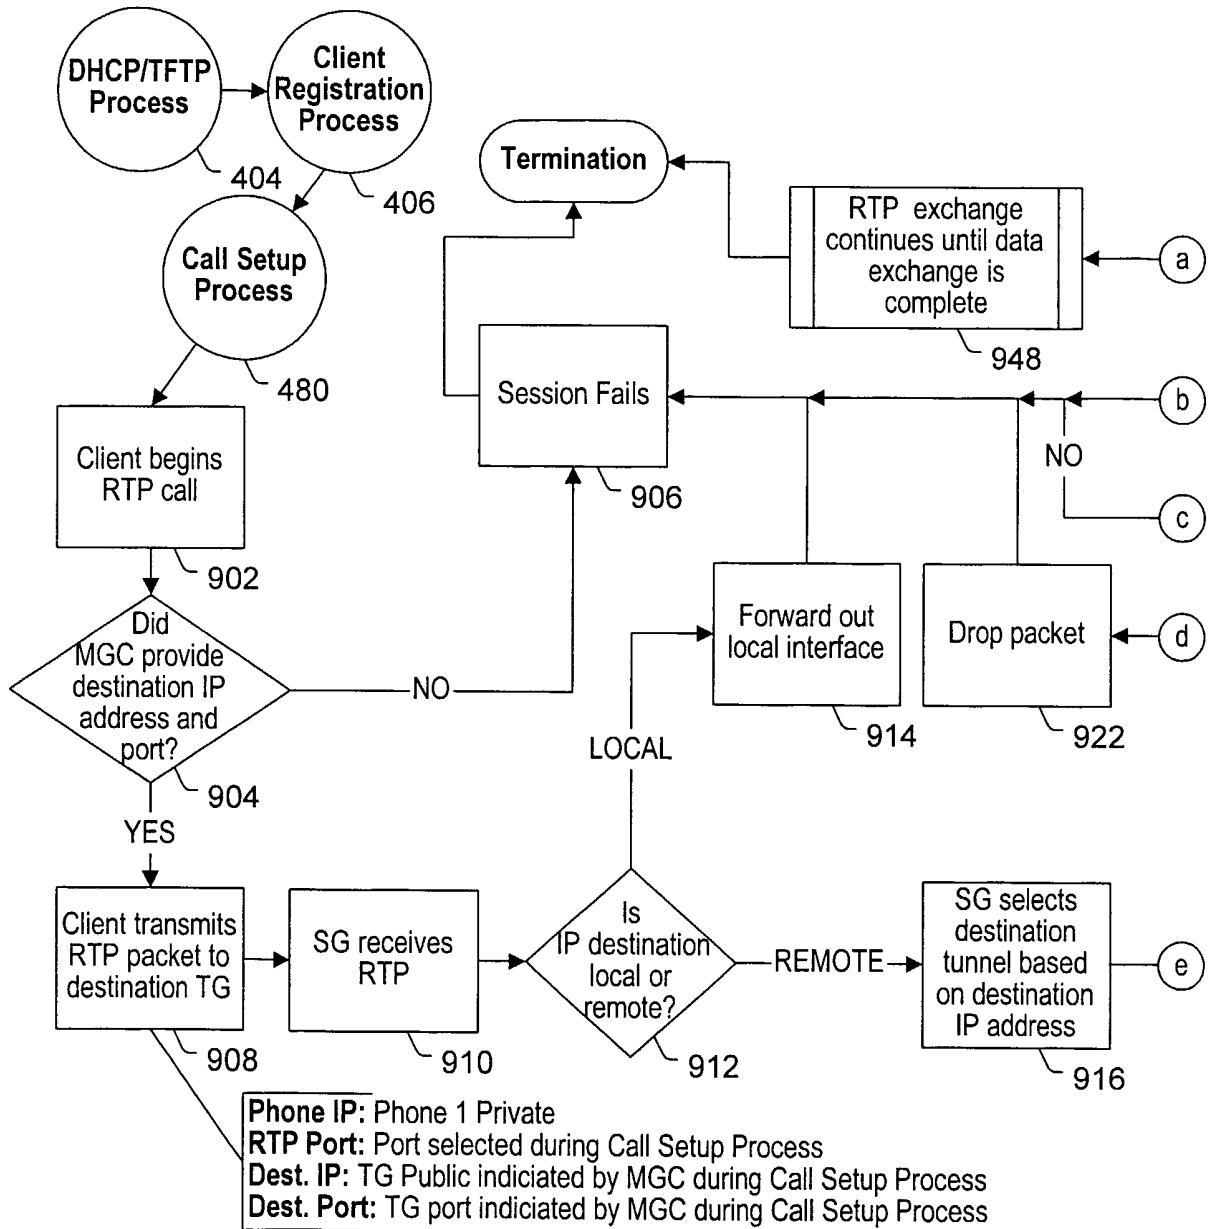 DHCP/TFTP
Process
404
Client
Registration
Process
406
Call Setup
Process
480
Termination
RTP exchange
continues until data
exchange is
complete
948
a
Session Fails
906
b
NO
c
Client begins
RTP call
902
Did
MGC provide
destination IP
address and
port?
904
NO
YES
Forward out
local interface
914
Drop packet
922
d
LOCAL
Client transmits
RTP packet to
destination TG
908
SG receives
RTP
910
Is
IP destination
local or
remote?
912
REMOTE
SG selects
destination
tunnel based
on destination
IP address
916
e
Phone IP: Phone 1 Private
RTP Port: Port selected during Call Setup Process
Dest. IP: TG Public indiciated by MGC during Call Setup Process
Dest. Port: TG port indiciated by MGC during Call Setup Process